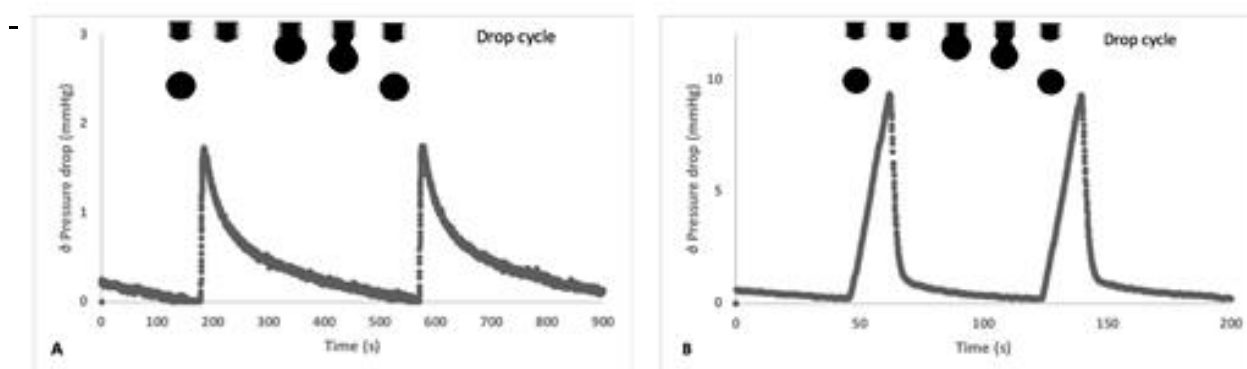 3
Drop cycle
2
1
0
ð Pressure drop (mmHg)
0 100 200 300 400 500 600 700 800 900
Time (s)
A
Drop cycle
10
5
0
ð Pressure drop (mmHg)
0 50 100 150 200
Time (s)
B